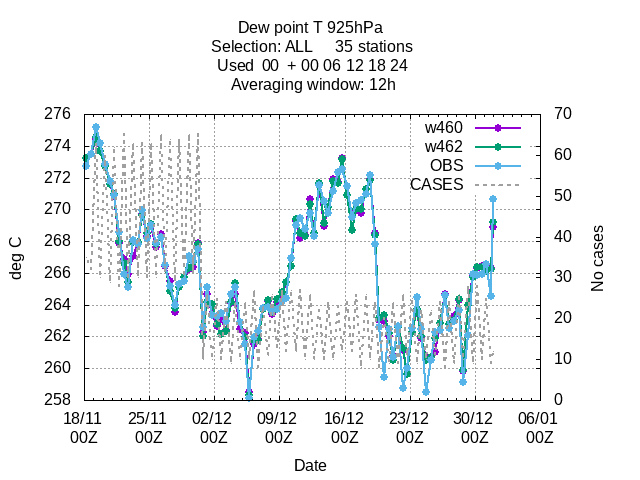 Dew point T 925hPa
Selection: ALL     35 stations
Used  00  + 00 06 12 18 24
Averaging window: 12h
276
274
272
270
268
266
264
262
260
258
deg C
70
60
50
40
30
20
10
0
No cases
w460
w462
OBS
CASES
18/11 25/11 02/12 09/12 16/12 23/12 30/12 06/01
00Z 00Z 00Z 00Z 00Z 00Z 00Z 00Z
Date